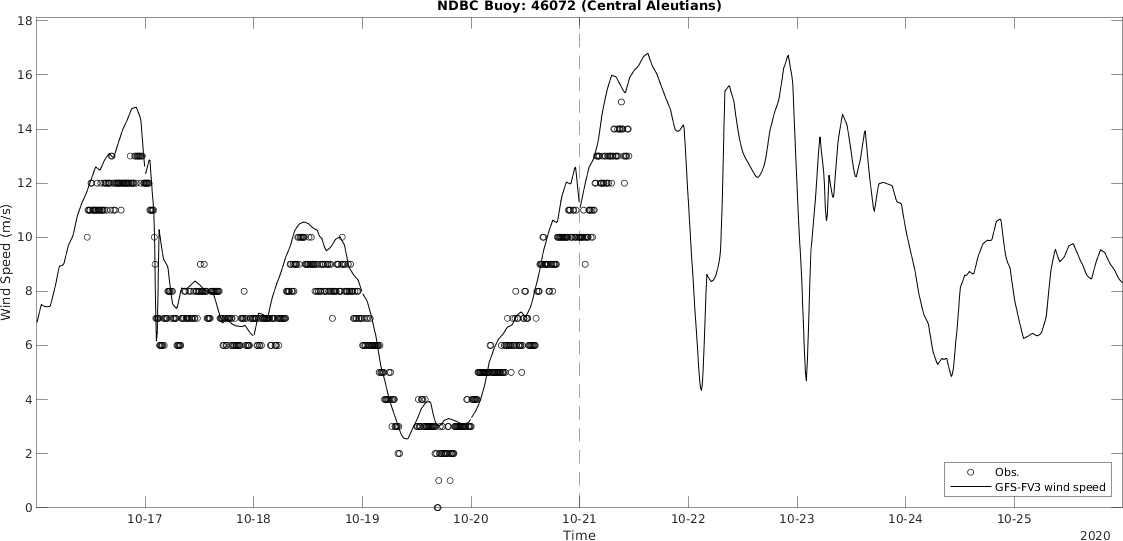 NDBC Buoy: 46072 (Central Aleutians)
18
16
14
12
10
8
6
4
2
0
Wind Speed (m/s)
Obs.
GFS-FV3 wind speed
10-17 10-18 10-19 10-20 10-21 10-22 10-23 10-24 10-25
Time
2020